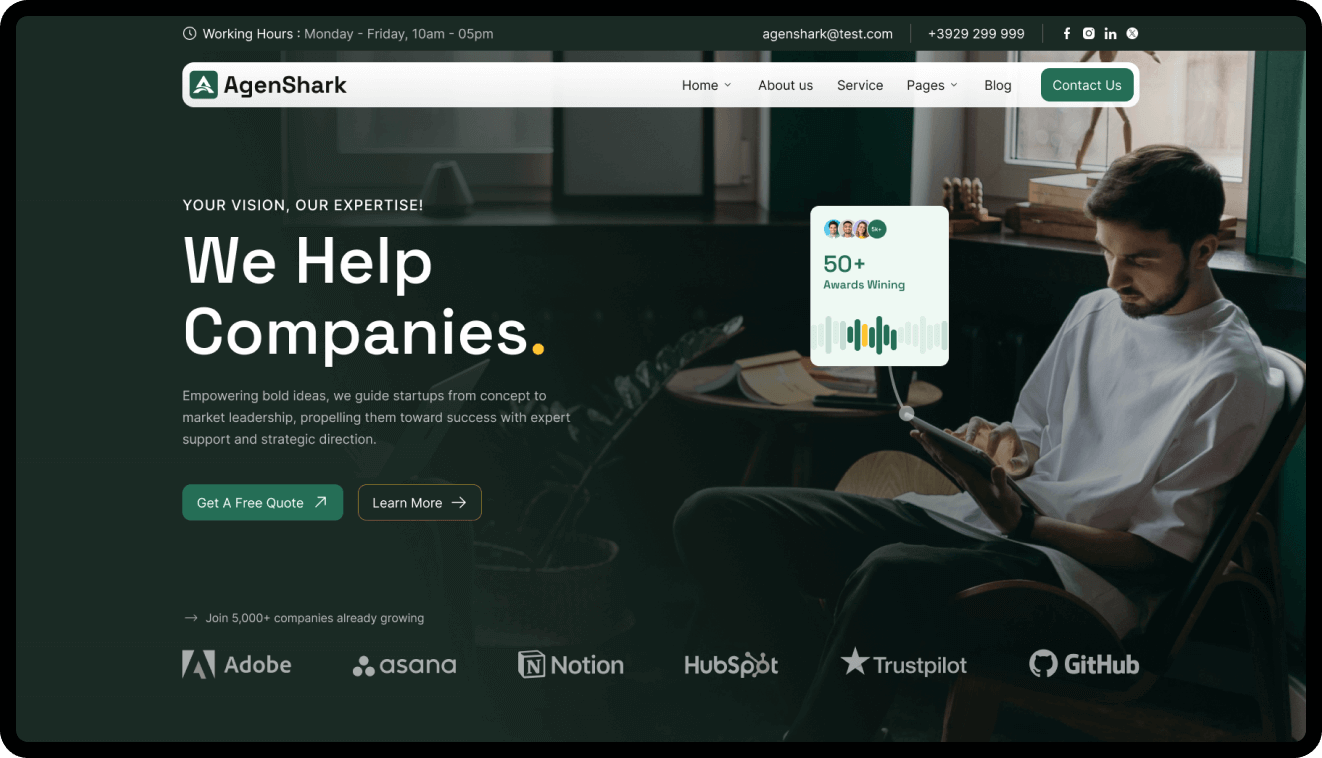 Working Hours : Monday - Friday, 10am - 05pm
agenshark@test.com
+3929 299 999
AgenShark
Home
About us
Service
Pages
Blog
Contact Us
YOUR VISION, OUR EXPERTISE!
We Help
Companies.
5k+
50+
Awards Wining
Empowering bold ideas, we guide startups from concept to
market leadership, propelling them toward success with expert
support and strategic direction.
Get A Free Quote
Learn More
Join 5,000+ companies already growing
Adobe
asana
Notion
HubSpot
Trustpilot
GitHub